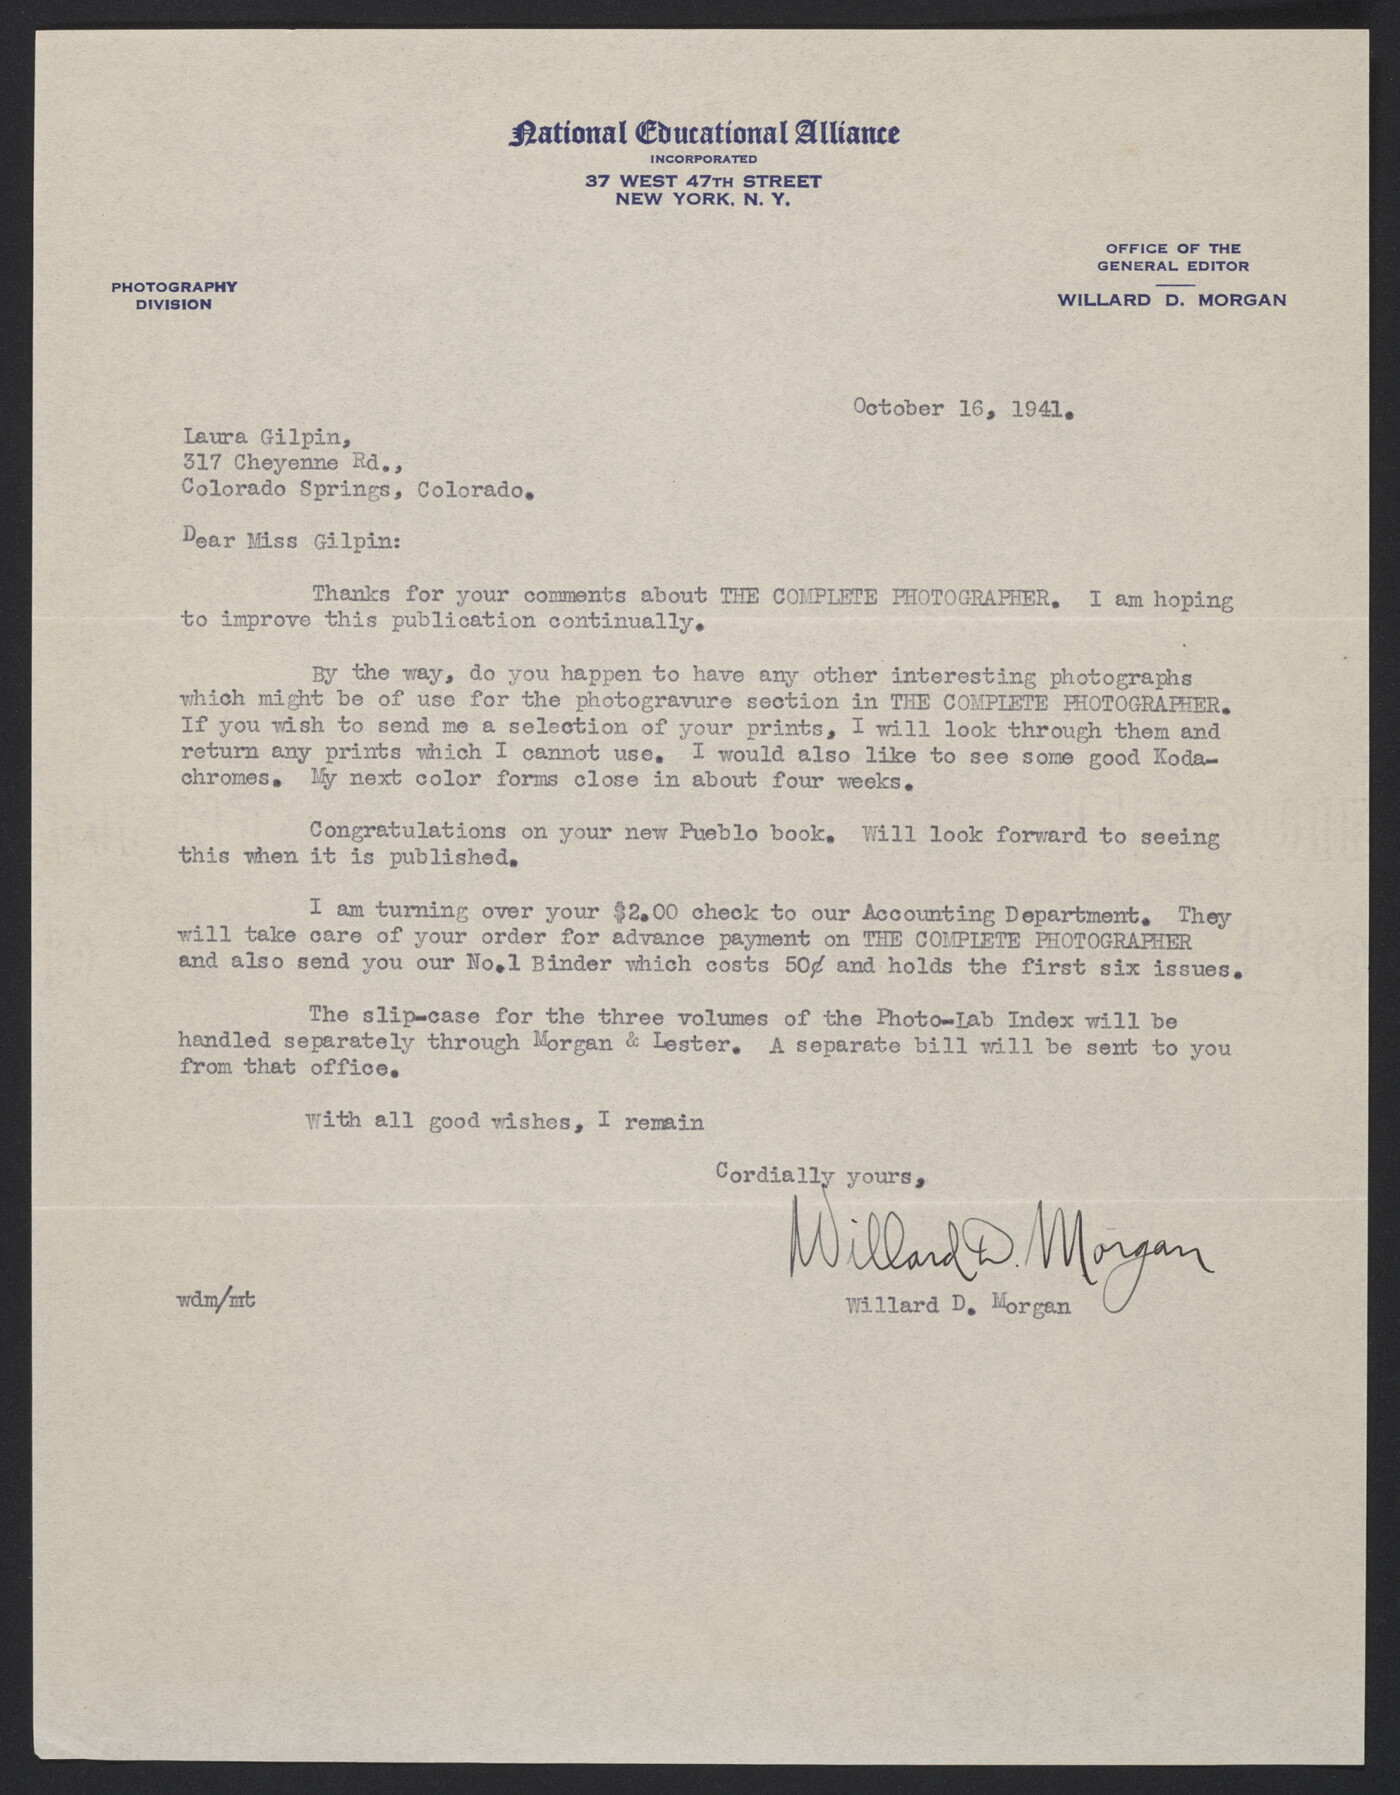 National Educational Alliance
INCORPORATED
37 WEST 47TH STREET
NEW YORK, N. Y.
OFFICE OF THE
GENERAL EDITOR
WILLARD D. MORGAN
PHOTOGRAPHY
DIVISION
October 16, 1941.
Laura Gilpin,
317 Cheyenne Rd.,
Colorado Springs, Colorado.
Dear Miss Gilpin:
Thanks for your comments about THE COMPLETE PHOTOGRAPHER. I am hoping
to improve this publication continually.
By the way, do you happen to have any other interesting photographs
which might be of use for the photogravure section in THE COMPLETE PHOTOGRAPHER.
If you wish to send me a selection of your prints, I will look through them and
return any prints which I cannot use. I would also like to see some good Koda-
chromes. My next color forms close in about four weeks.
Congratulations on your new Pueblo book. Will look forward to seeing
this when it is published.
I am turning over your $2.00 check to our Accounting Department. They
will take care of your order for advance payment on THE COMPLETE PHOTOGRAPHER
and also send you our No.1 Binder which costs 50¢ and holds the first six issues.
The slip-case for the three volumes of the Photo-Lab Index will be
handled separately through Morgan & Lester. A separate bill will be sent to you
from that office.
With all good wishes, I remain
Cordially yours,
Willard D. Morgan
Willard D. Morgan
wdm/mt